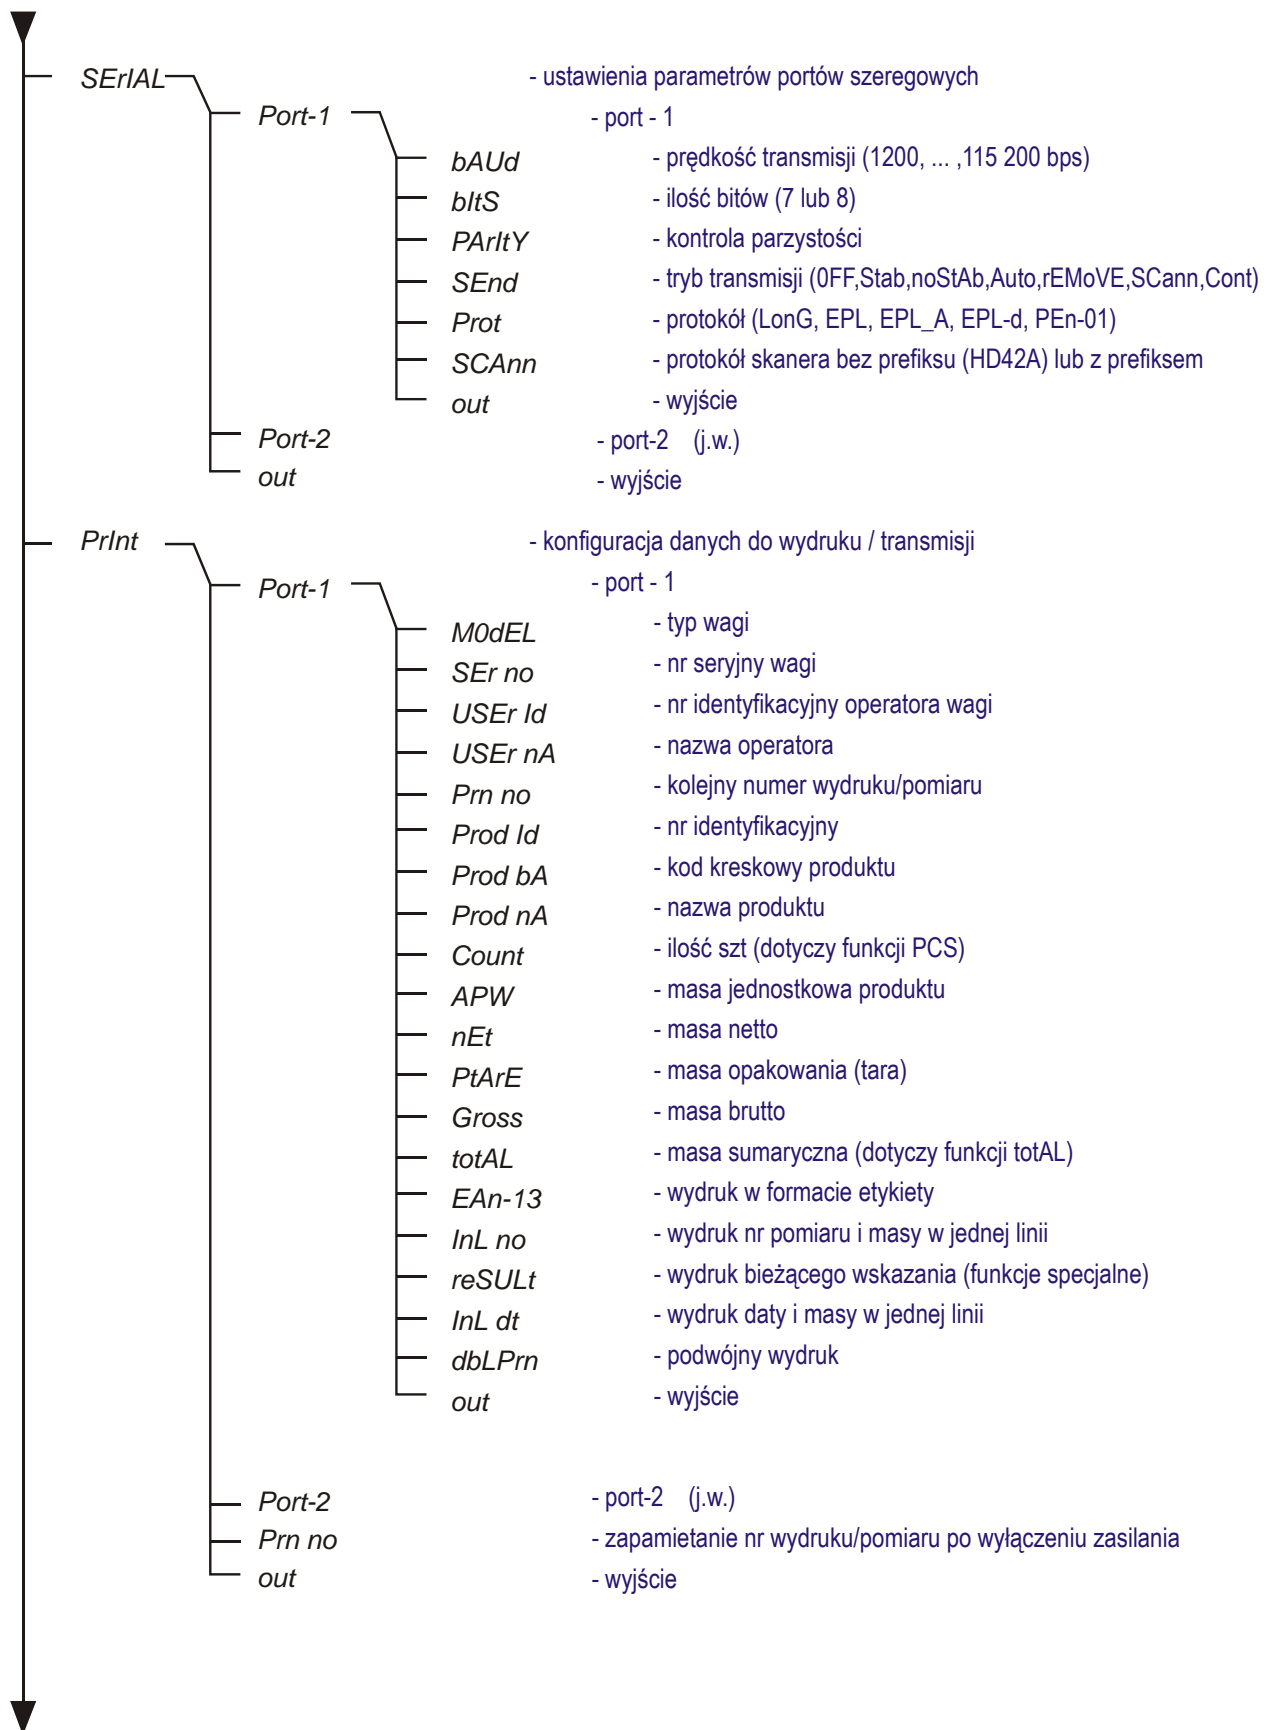 SErIAL - ustawienia parametrów portów szeregowych
Port-1 - port - 1
bAUd - prędkość transmisji (1200, ... ,115 200 bps)
bItS - ilość bitów (7 lub 8)
PArItY - kontrola parzystości
SEnd - tryb transmisji (0FF,Stab,noStAb,Auto,rEMoVE,SCann,Cont)
Prot - protokół (LonG, EPL, EPL_A, EPL-d, PEn-01)
SCAnn - protokół skanera bez prefiksu (HD42A) lub z prefiksem
out - wyjście
Port-2 - port-2 (j.w.)
out - wyjście
PrInt - konfiguracja danych do wydruku / transmisji
Port-1 - port - 1
M0dEL - typ wagi
SEr no - nr seryjny wagi
USEr Id - nr identyfikacyjny operatora wagi
USEr nA - nazwa operatora
Prn no - kolejny numer wydruku/pomiaru
Prod Id - nr identyfikacyjny
Prod bA - kod kreskowy produktu
Prod nA - nazwa produktu
Count - ilość szt (dotyczy funkcji PCS)
APW - masa jednostkowa produktu
nEt - masa netto
PtArE - masa opakowania (tara)
Gross - masa brutto
totAL - masa sumaryczna (dotyczy funkcji totAL)
EAn-13 - wydruk w formacie etykiety
InL no - wydruk nr pomiaru i masy w jednej linii
reSULt - wydruk bieżącego wskazania (funkcje specjalne)
InL dt - wydruk daty i masy w jednej linii
dbLPrn - podwójny wydruk
out - wyjście
Port-2 - port-2 (j.w.)
Prn no - zapamietanie nr wydruku/pomiaru po wyłączeniu zasilania
out - wyjście